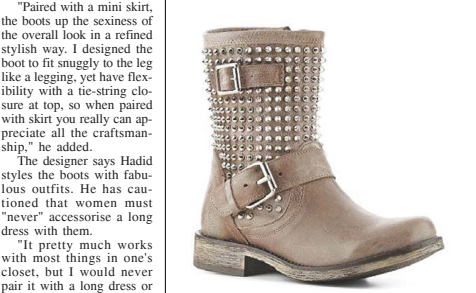 "Paired with a mini skirt,
the boots up the sexiness of
the overall look in a refined
stylish way. I designed the
boot to fit snuggly to the leg
like a legging, yet have flex-
ibility with a tie-string clo-
sure at top, so when paired
with skirt you really can ap-
preciate all the craftsman-
ship," he added.
The designer says Hadid
styles the boots with fabu-
lous outfits. He has cau-
tioned that women must
"never" accessorise a long
dress with them.
"It pretty much works
with most things in one's
closet, but I would never
pair it with a long dress or